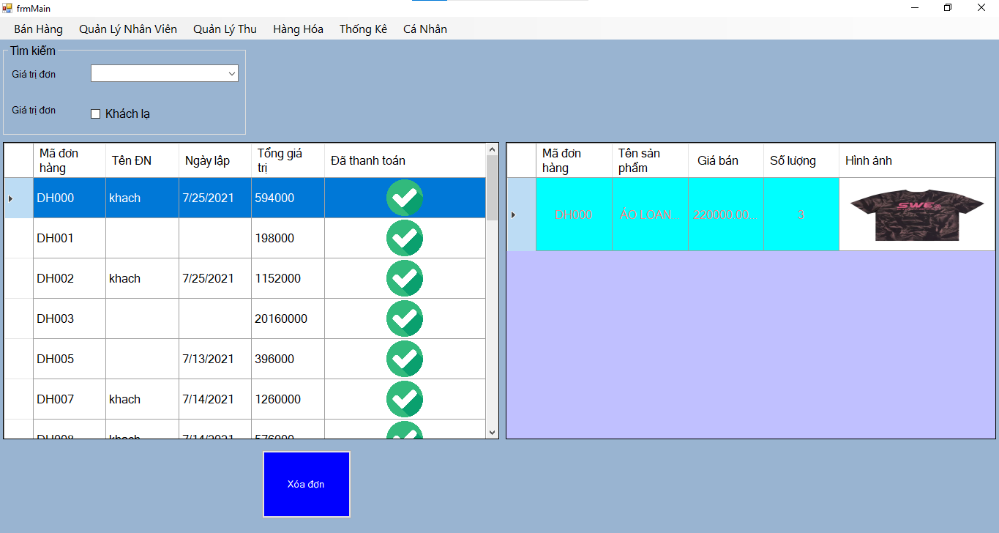 frmMain
Bán Hàng Quản Lý Nhân Viên Quản Lý Thu Hàng Hóa Thống Kê Cá Nhân
Tìm kiếm
Giá trị đơn
Giá trị đơn Khách lạ
Mã đơn hàng Tên ĐN Ngày lập Tổng giá trị Đã thanh toán
DH000 khach 7/25/2021 594000
DH001 198000
DH002 khach 7/25/2021 1152000
DH003 20160000
DH005 7/13/2021 396000
DH007 khach 7/14/2021 1260000
DH008 khach 7/14/2021 576000
Mã đơn hàng Tên sản phẩm Giá bán Số lượng Hình ảnh
DH000 ÁO LOAN... 220000.00... 3
SWE
Xóa đơn